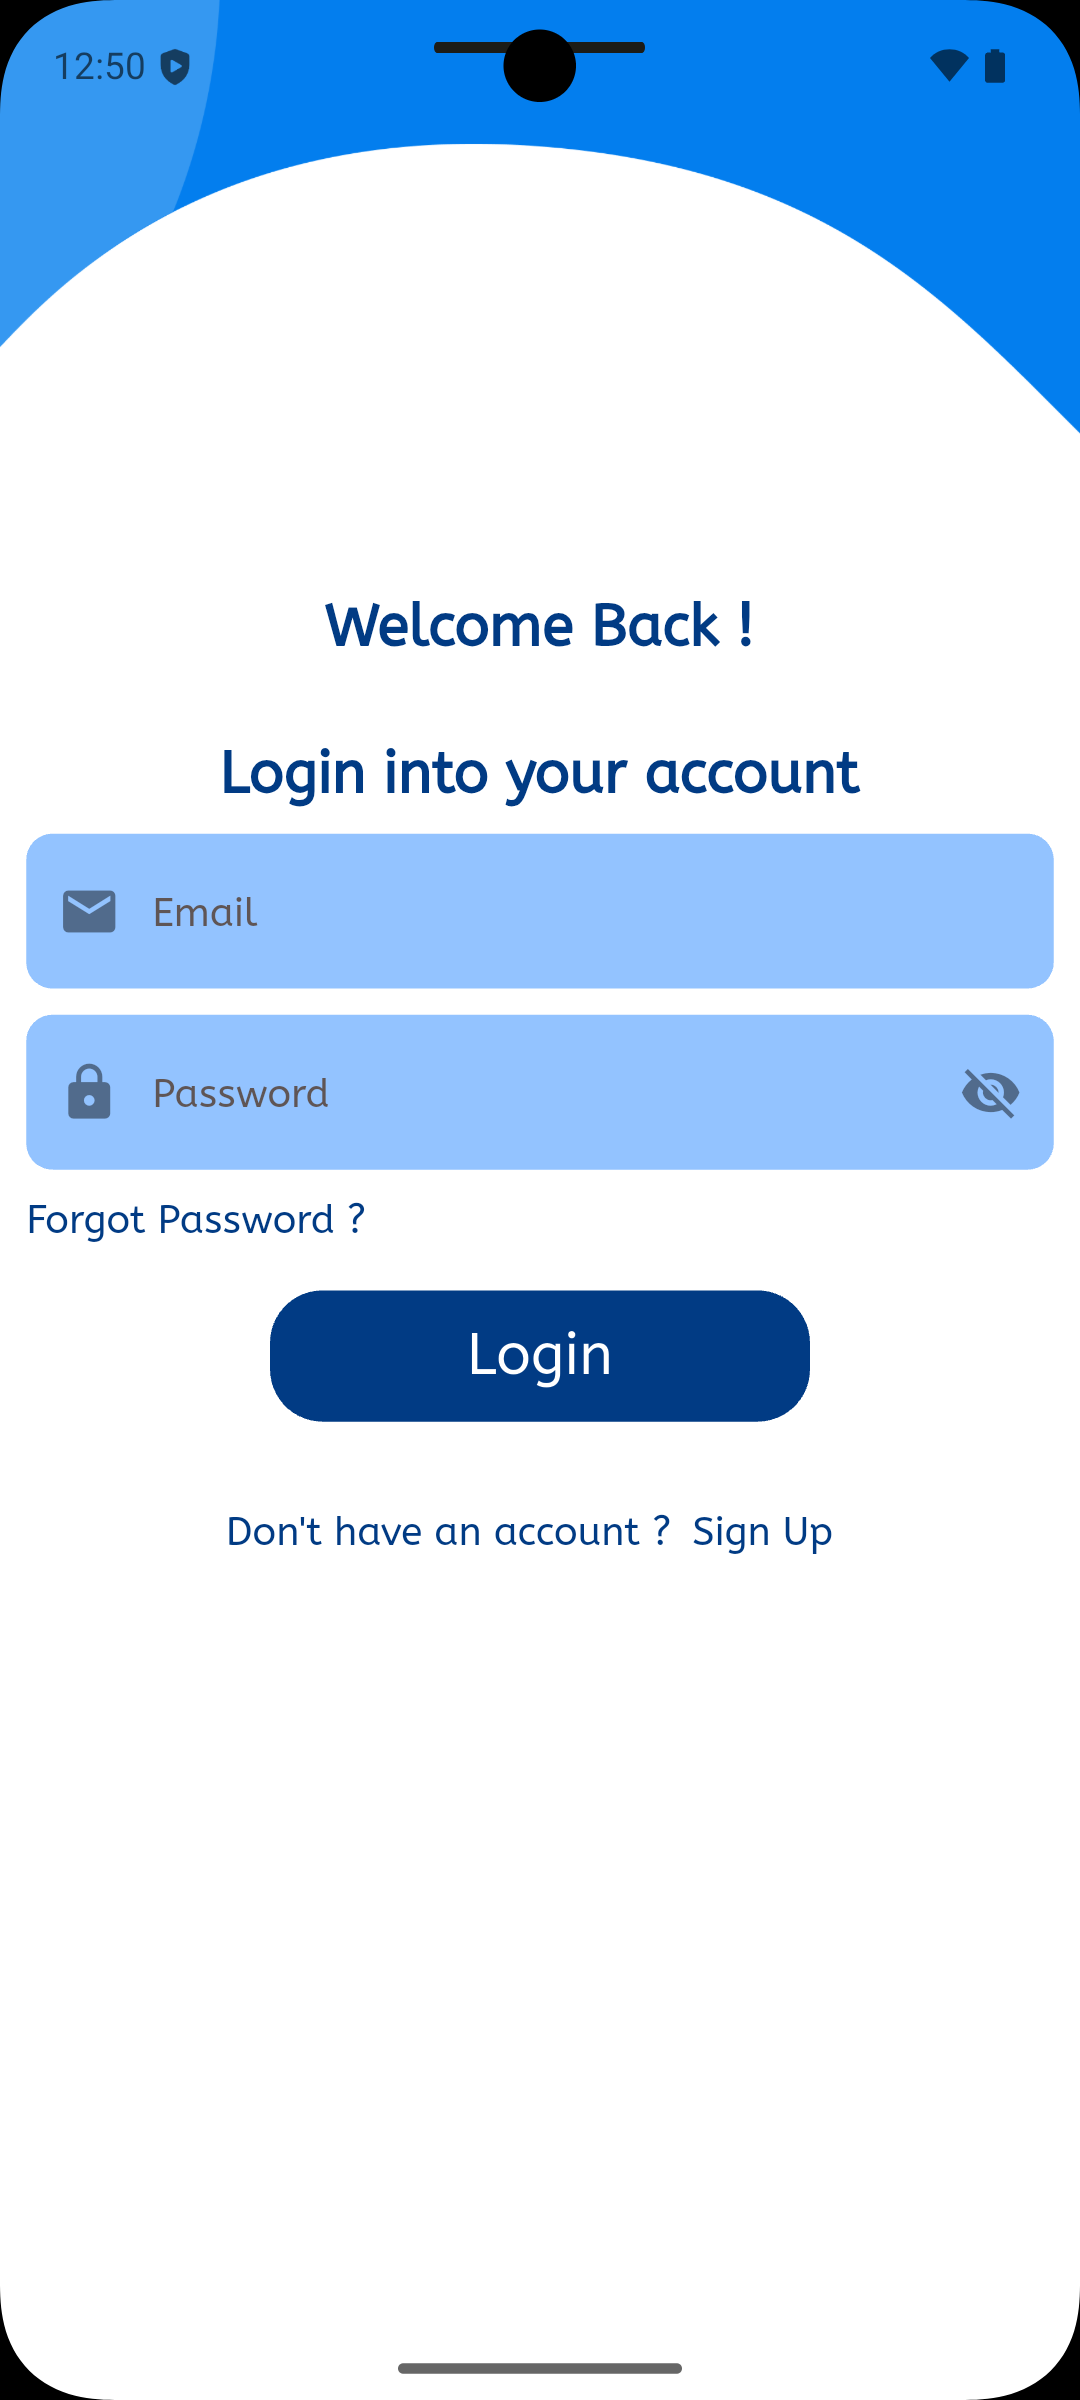 12:50
Welcome Back !
Login into your account
Email
Password
Forgot Password ?
Login
Don't have an account ? Sign Up